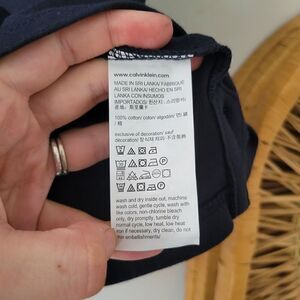 www.calvinklein.com
MADE IN SRI LANKA/ FABRIQUÉ
AU SRI LANKA/ HECHO EN SRI
LANKA CON INSUMOS
IMPORTADOS/
100% cotton/ coton/ algodón/
exclusive of decoration/ sauf
décoration/
wash and dry inside out, machine
wash cold, gentle cycle, wash with
like colors, non-chlorine bleach
only, dry promptly, tumble dry
normal cycle, low heat, low heat
iron if necessary, dry clean, do not
iron embellishments/